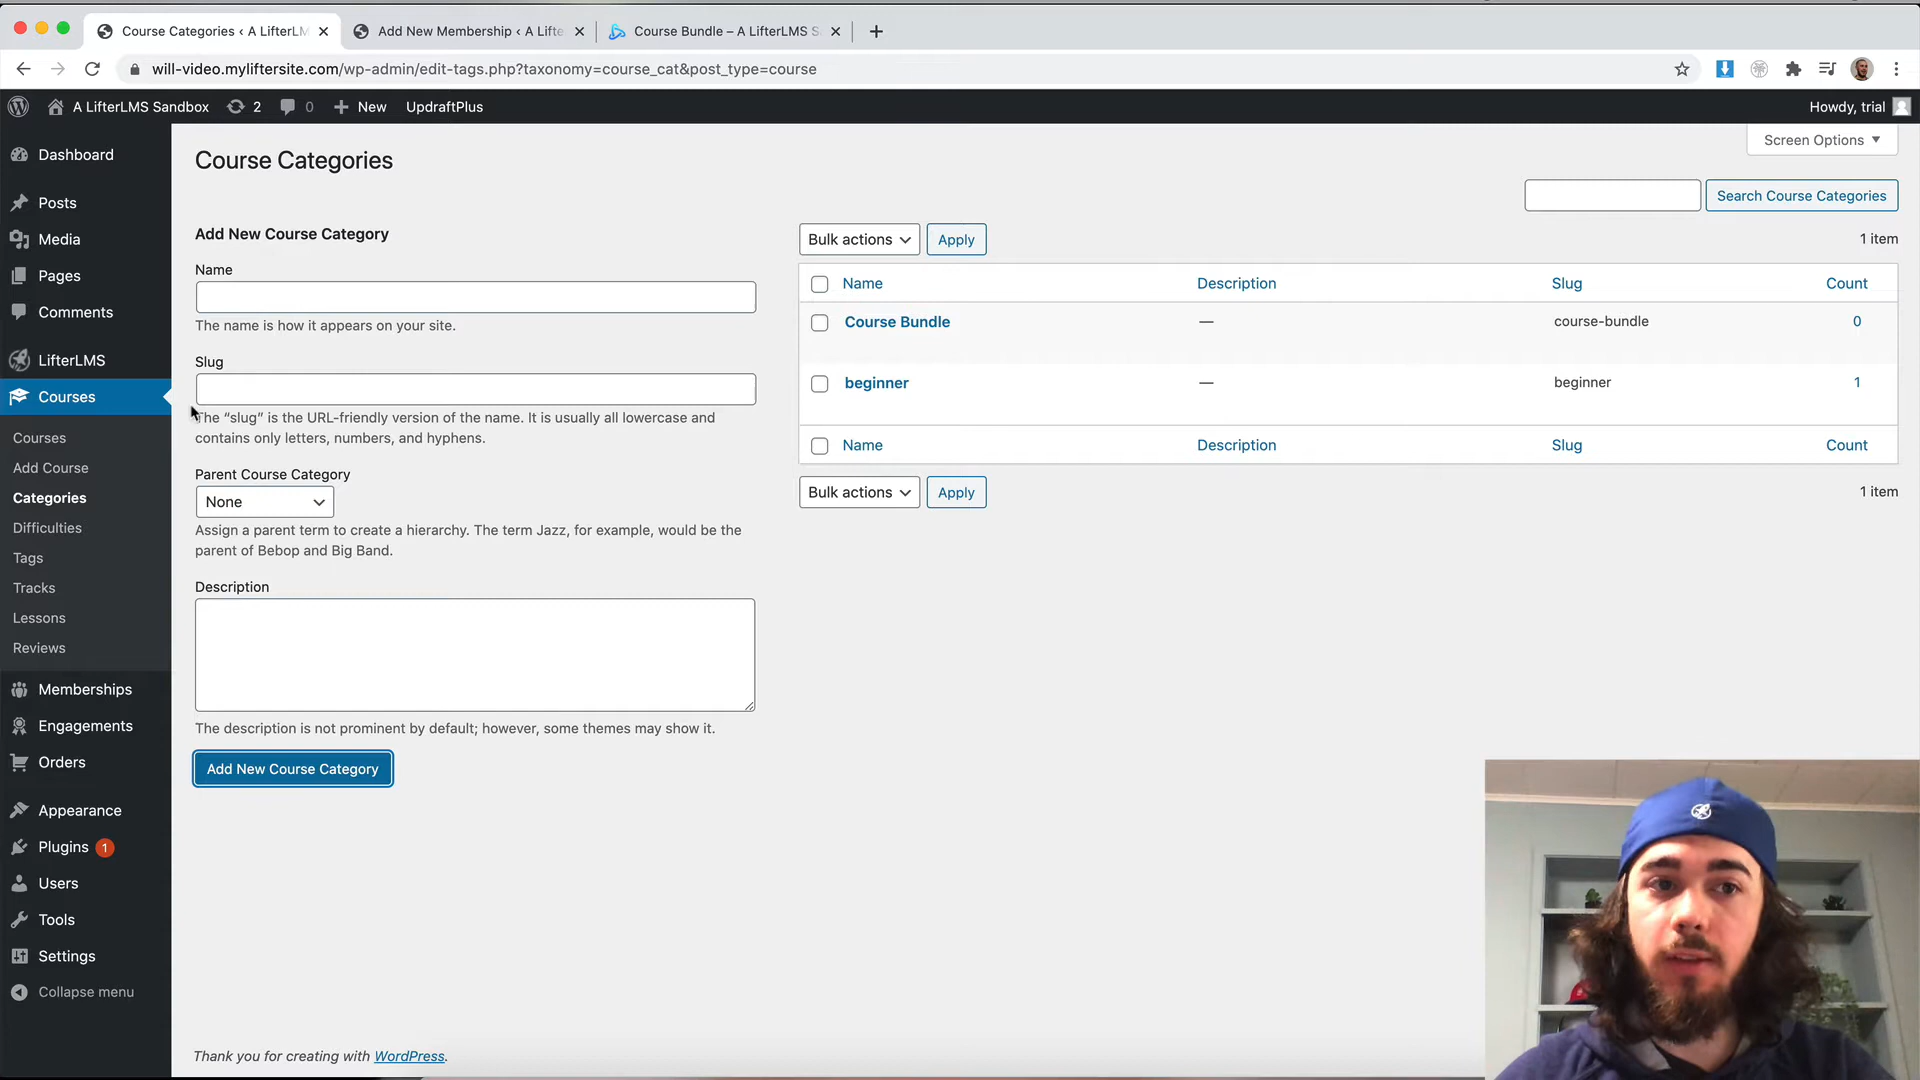 Course Categories ‹ A LifterLM
Add New Membership ‹ A Lifte
Course Bundle – A LifterLMS S
will-video.myliftersite.com/wp-admin/edit-tags.php?taxonomy=course_cat&post_type=course
A LifterLMS Sandbox
2
0
New
UpdraftPlus
Howdy, trial
Dashboard
Posts
Media
Pages
Comments
LifterLMS
Courses
Courses
Add Course
Categories
Difficulties
Tags
Tracks
Lessons
Reviews
Memberships
Engagements
Orders
Appearance
Plugins 1
Users
Tools
Settings
Collapse menu
Screen Options
Course Categories
Search Course Categories
Add New Course Category
Name
The name is how it appears on your site.
Slug
The “slug” is the URL-friendly version of the name. It is usually all lowercase and
contains only letters, numbers, and hyphens.
Parent Course Category
None
Assign a parent term to create a hierarchy. The term Jazz, for example, would be the
parent of Bebop and Big Band.
Description
The description is not prominent by default; however, some themes may show it.
Add New Course Category
Bulk actions
Apply
1 item
Name Description Slug Count
Course Bundle — course-bundle 0
beginner — beginner 1
Name Description Slug Count
Bulk actions
Apply
1 item
Thank you for creating with WordPress.